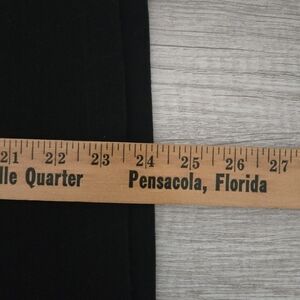 21 22 23 24 25 26 27
lle Quarter Pensacola, Florida